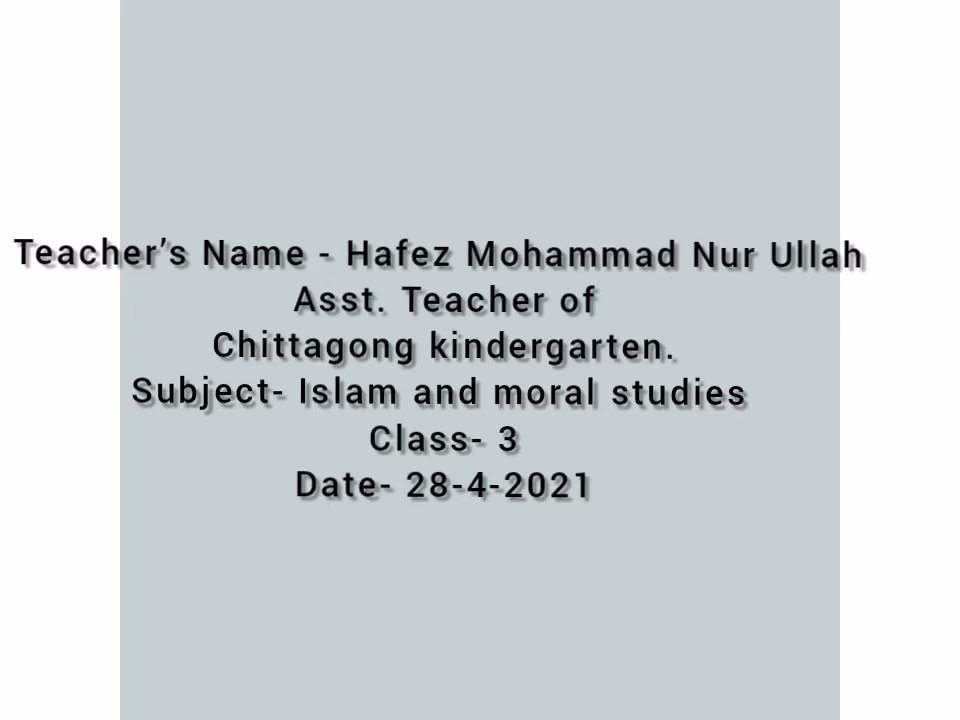 Teacher’s Name - Hafez Mohammad Nur Ullah
Asst. Teacher of
Chittagong kindergarten.
Subject- Islam and moral studies
Class- 3
Date- 28-4-2021